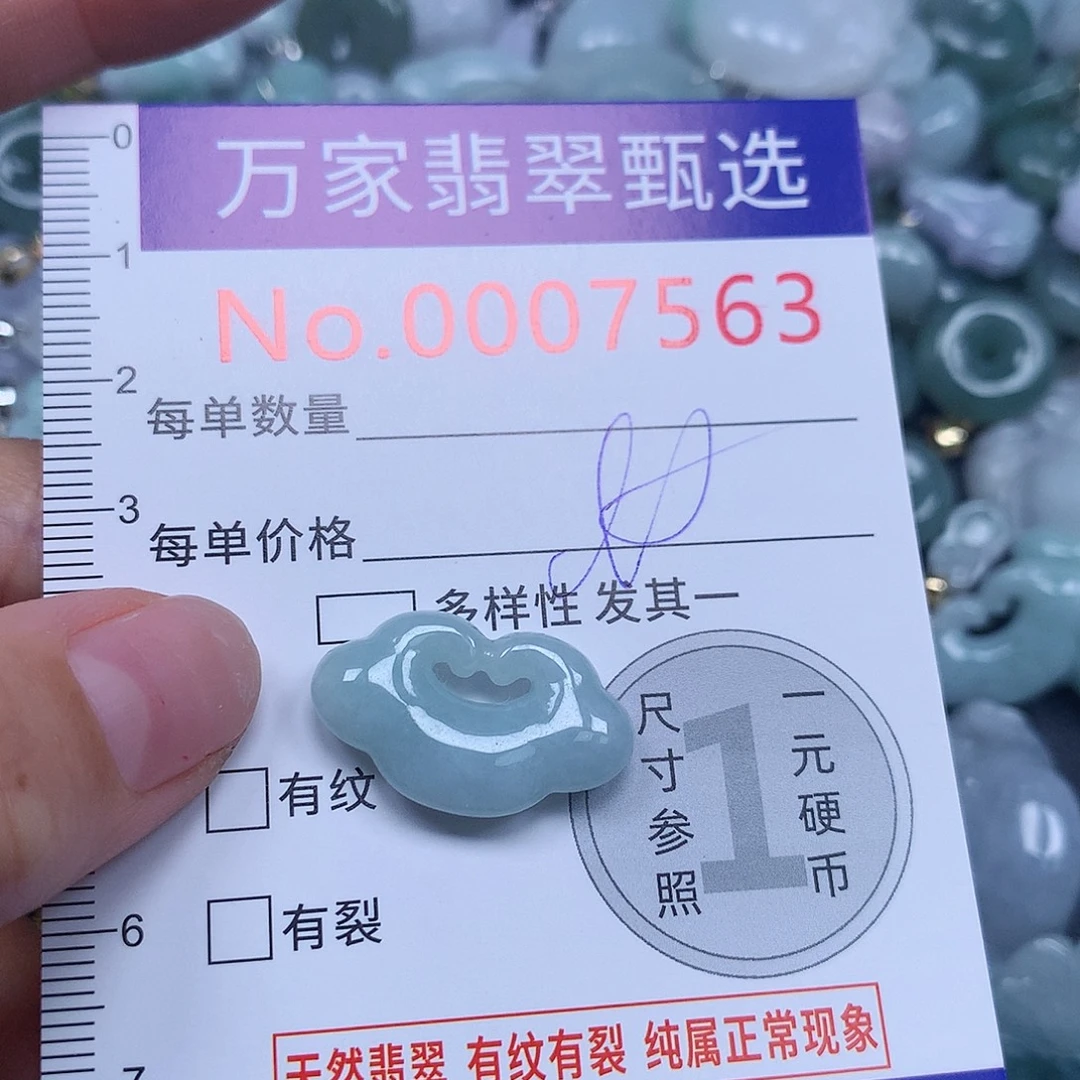 万家翡翠甄选
No.0007563
每单数量
每单价格
多样性 发其一
有纹
有裂
尺寸参照
1
一元硬币
天然翡翠 有纹有裂 纯属正常现象
0
1
2
3
6
7